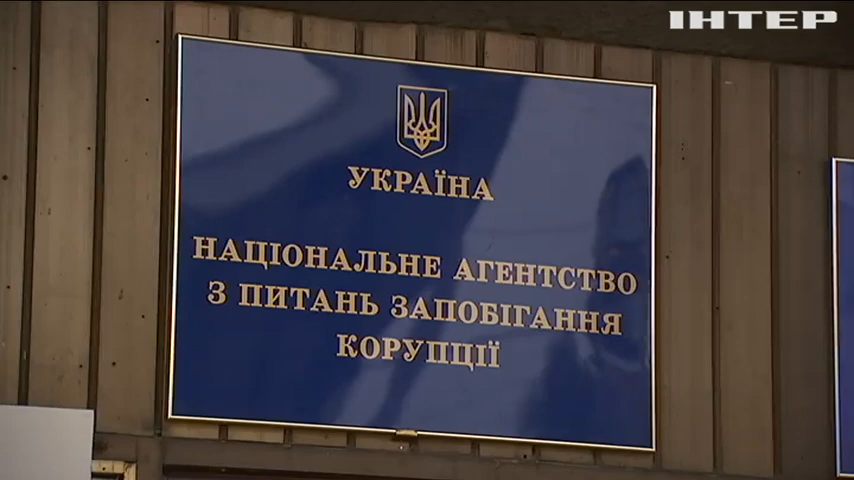 ІНТЕР
УКРАЇНА
НАЦІОНАЛЬНЕ АГЕНТСТВО
З ПИТАНЬ ЗАПОБІГАННЯ
КОРУПЦІЇ